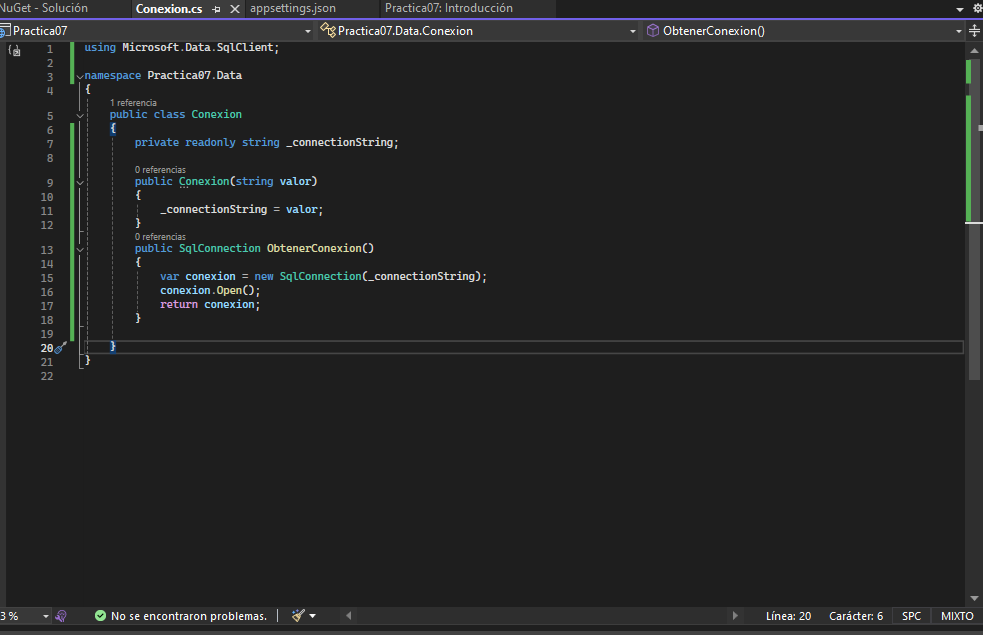 NuGet - Solución
Conexion.cs
appsettings.json
Practica07: Introducción
Practica07
Practica07.Data.Conexion
ObtenerConexion()
1 using Microsoft.Data.SqlClient;
2
3 namespace Practica07.Data
4 {
1 referencia
5 public class Conexion
6 {
7 private readonly string _connectionString;
8
0 referencias
9 public Conexion(string valor)
10 {
11 _connectionString = valor;
12 }
0 referencias
13 public SqlConnection ObtenerConexion()
14 {
15 var conexion = new SqlConnection(_connectionString);
16 conexion.Open();
17 return conexion;
18 }
19
20 }
21 }
22
3 %
No se encontraron problemas.
Línea: 20
Carácter: 6
SPC
MIXTO